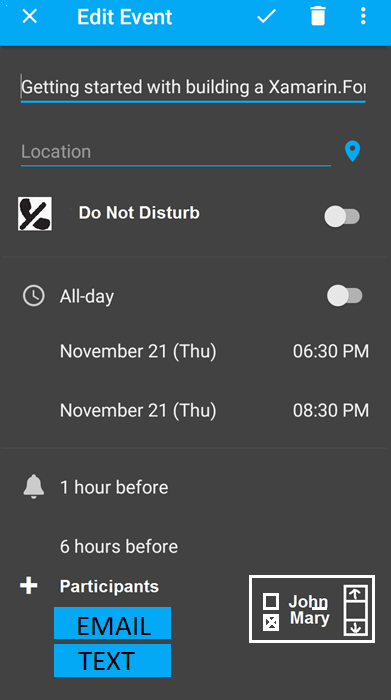 Edit Event
Getting started with building a Xamarin.For
Location
Do Not Disturb
All-day
November 21 (Thu) 06:30 PM
November 21 (Thu) 08:30 PM
1 hour before
6 hours before
Participants
EMAIL
TEXT
John
Mary